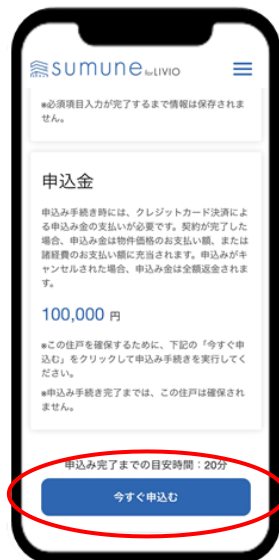 sumune for LIVIO
※必須項目入力が完了するまで情報は保存されま
せん。
申込金
申込み手続き時には、クレジットカード決済によ
る申込み金の支払いが必要です。契約が完了した
場合、申込み金は物件価格のお支払い額、または
諸経費のお支払い額に充当されます。申込みがキ
ャンセルされた場合、申込み金は全額返金されま
す。
100,000 円
※この住戸を確保するために、下記の「今すぐ申
込む」をクリックして申込み手続きを実行してく
ださい。
※申込み手続き完了までは、この住戸は確保され
ません。
申込み完了までの目安時間：20分
今すぐ申込む